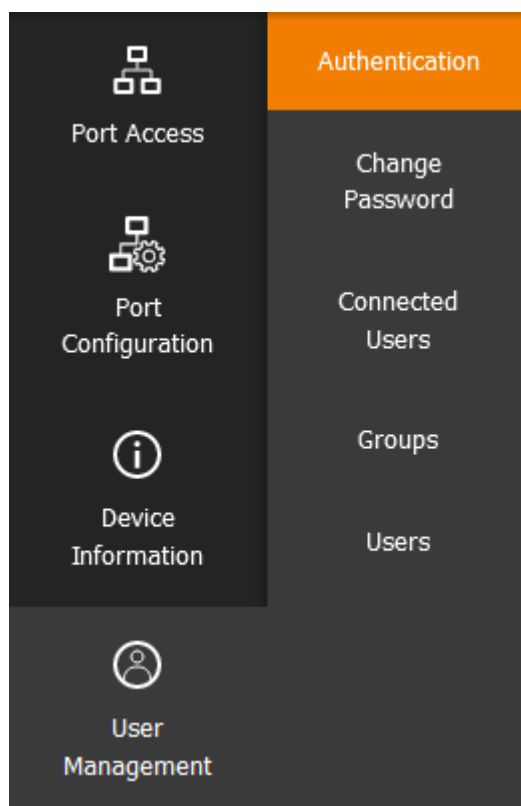 Port Access
Port
Configuration
Device
Information
User
Management
Authentication
Change
Password
Connected
Users
Groups
Users